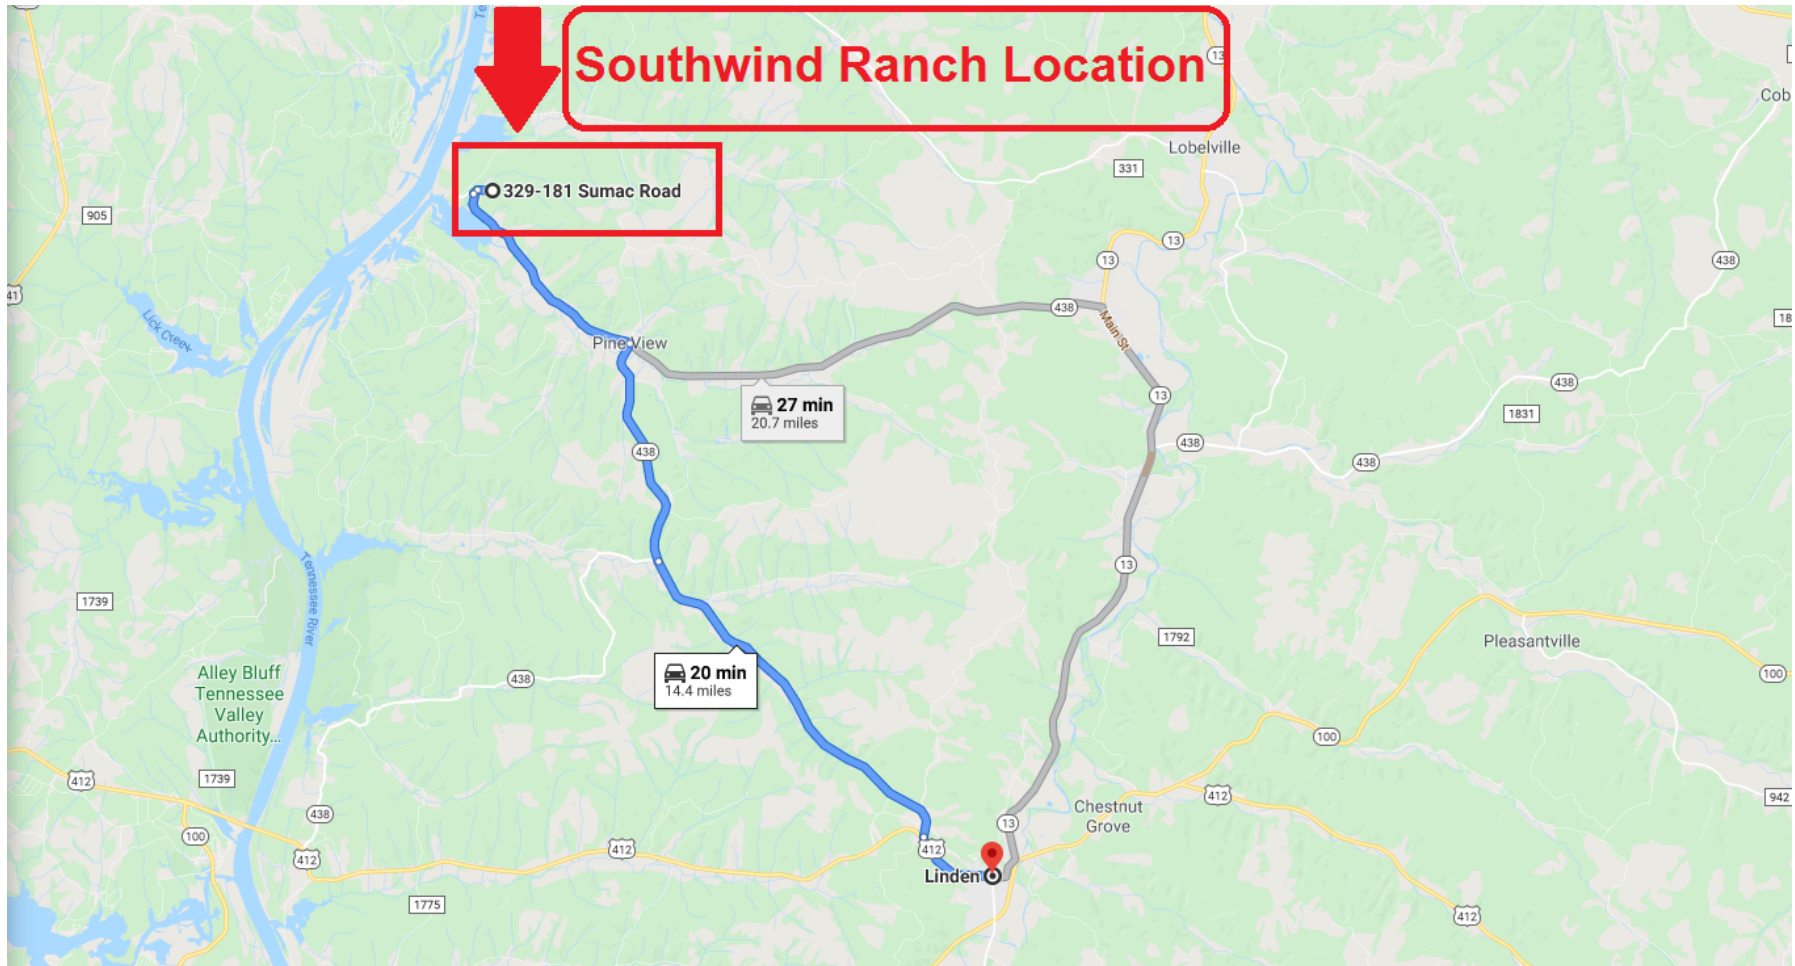 Te
13
Southwind Ranch Location
Cob
Lobelville
331
329-181 Sumac Road
905
13
13
438
41
438
Main St
18
Lick Creek
Pine View
438
27 min
20.7 miles
13
1831
438
438
438
Tennessee River
13
1739
1792
Pleasantville
Alley Bluff
Tennessee
Valley
Authority...
438
20 min
14.4 miles
100
100
412
1739
412
942
438
Chestnut
Grove
13
100
412
412
412
Linden
1775
412